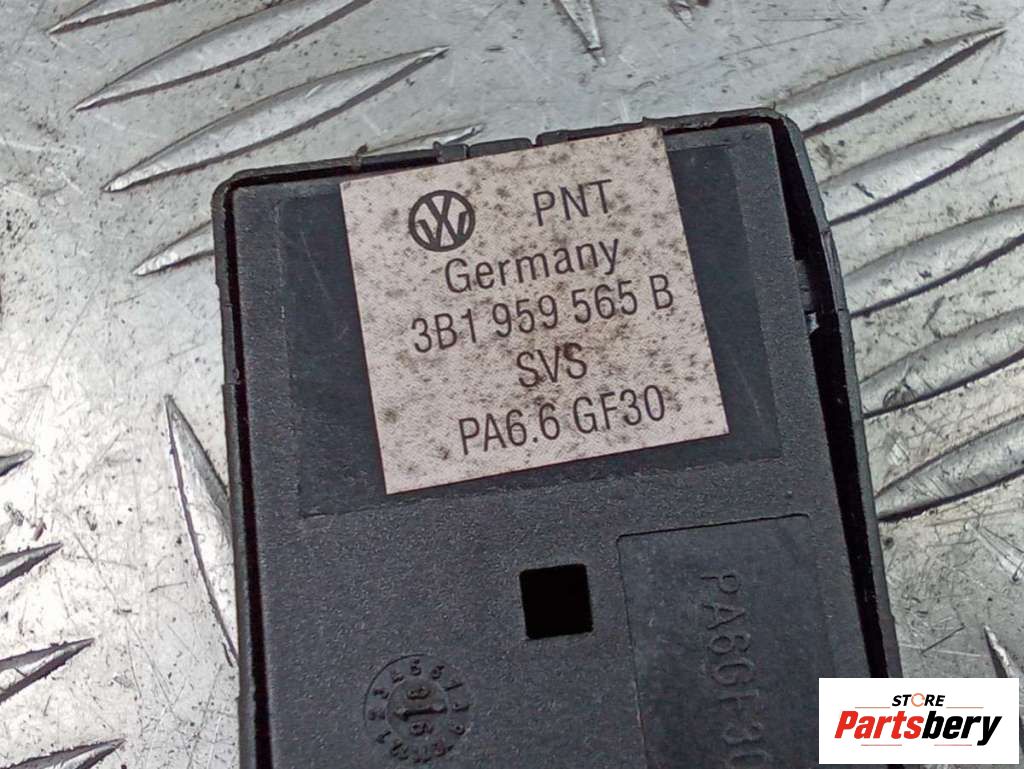 PNT
Germany
3B1 959 565 B
SVS
PA6.6 GF30
PA6GF30
STORE
Partsbery